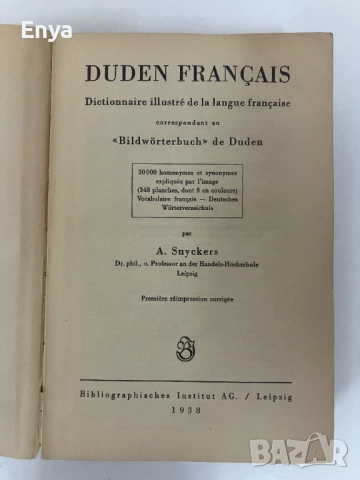 Enya
DUDEN FRANÇAIS
Dictionnaire illustré de la langue française
correspondant au
«Bildwörterbuch» de Duden
30 000 homonymes et synonymes
expliqués par l'image
(348 planches, dont 8 en couleurs)
Vocabulaire français — Deutsches
Wörterverzeichnis
par
A. Snyckers
Dr. phil., o. Professor an der Handels-Hochschule
Leipzig
Première réimpression corrigée
Bibliographisches Institut AG. / Leipzig
1938
BAZAR.bg